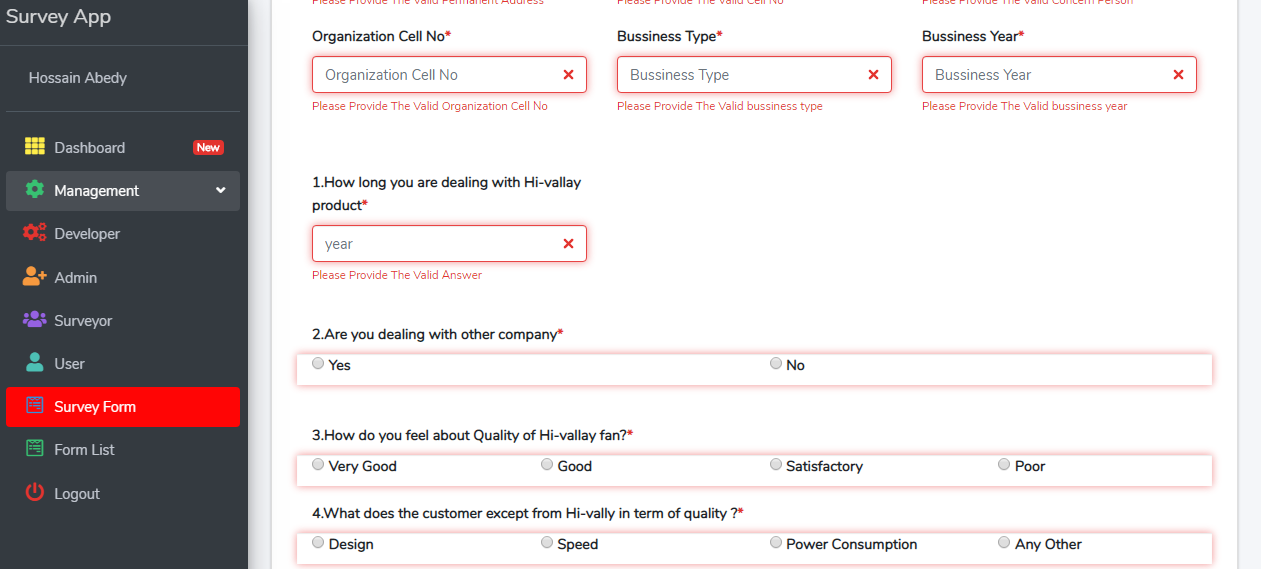 Survey App
Hossain Abedy
Dashboard New
Management
Developer
Admin
Surveyor
User
Survey Form
Form List
Logout
Please Provide The Valid Permanent Address
Please Provide The Valid Cell No
Please Provide The Valid Concern Person
Organization Cell No*
Bussiness Type*
Bussiness Year*
Organization Cell No
Bussiness Type
Bussiness Year
Please Provide The Valid Organization Cell No
Please Provide The Valid bussiness type
Please Provide The Valid bussiness year
1.How long you are dealing with Hi-vallay
product*
year
Please Provide The Valid Answer
2.Are you dealing with other company*
Yes No
3.How do you feel about Quality of Hi-vallay fan?*
Very Good Good Satisfactory Poor
4.What does the customer except from Hi-vally in term of quality ?*
Design Speed Power Consumption Any Other